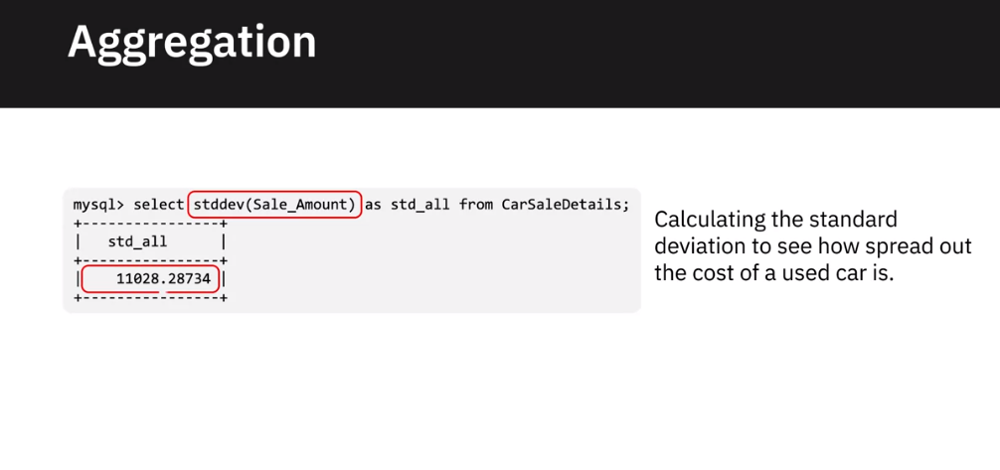 Aggregation
mysql> select stddev(Sale_Amount) as std_all from CarSaleDetails;
+----------------+
|   std_all      |
+----------------+
|    11028.28734 |
+----------------+
Calculating the standard
deviation to see how spread out
the cost of a used car is.